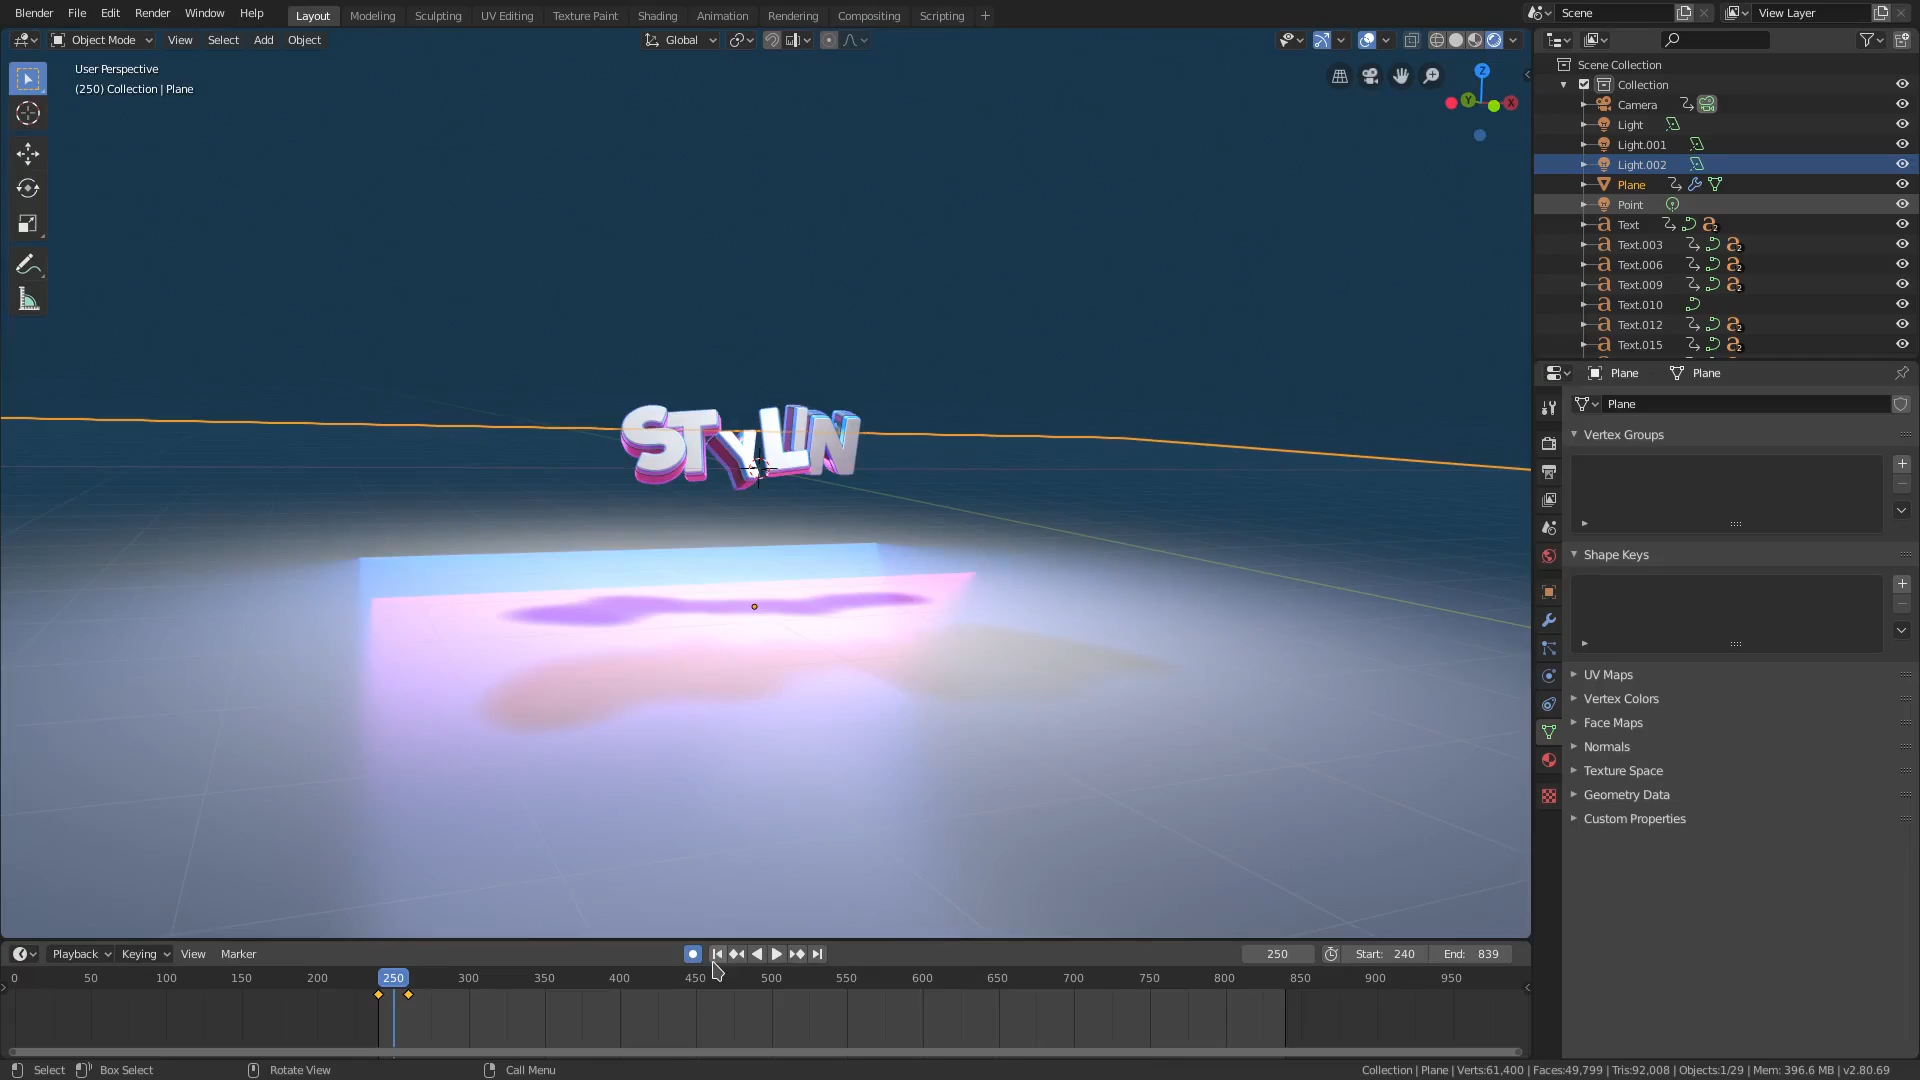 Blender File Edit Render Window Help Layout Modeling Sculpting UV Editing Texture Paint Shading Animation Rendering Compositing Scripting + Scene View Layer
Object Mode View Select Add Object Global
User Perspective
(250) Collection | Plane
Z
Y
X
STYLIN
Scene Collection
Collection
Camera
Light
Light.001
Light.002
Plane
Point
Text
Text.003
Text.006
Text.009
Text.010
Text.012
Text.015
Plane Plane
Plane
Vertex Groups
Shape Keys
UV Maps
Vertex Colors
Face Maps
Normals
Texture Space
Geometry Data
Custom Properties
Playback Keying View Marker 250 Start: 240 End: 839
0 50 100 150 200 250 300 350 400 450 500 550 600 650 700 750 800 850 900 950
Select Box Select Rotate View Call Menu Collection | Plane | Verts:61,400 | Faces:49,799 | Tris:92,008 | Objects:1/29 | Mem: 396.6 MB | v2.80.69